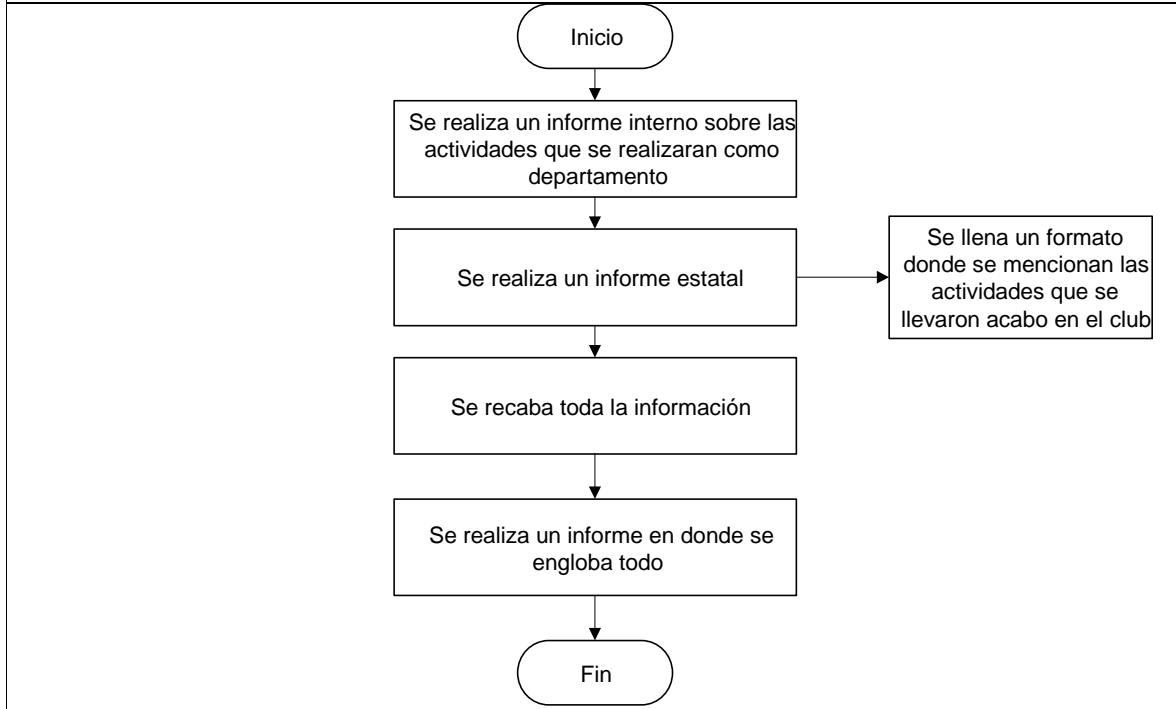 Inicio
Se realiza un informe interno sobre las
actividades que se realizaran como
departamento
Se realiza un informe estatal
Se llena un formato
donde se mencionan las
actividades que se
llevaron acabo en el club
Se recaba toda la información
Se realiza un informe en donde se
engloba todo
Fin